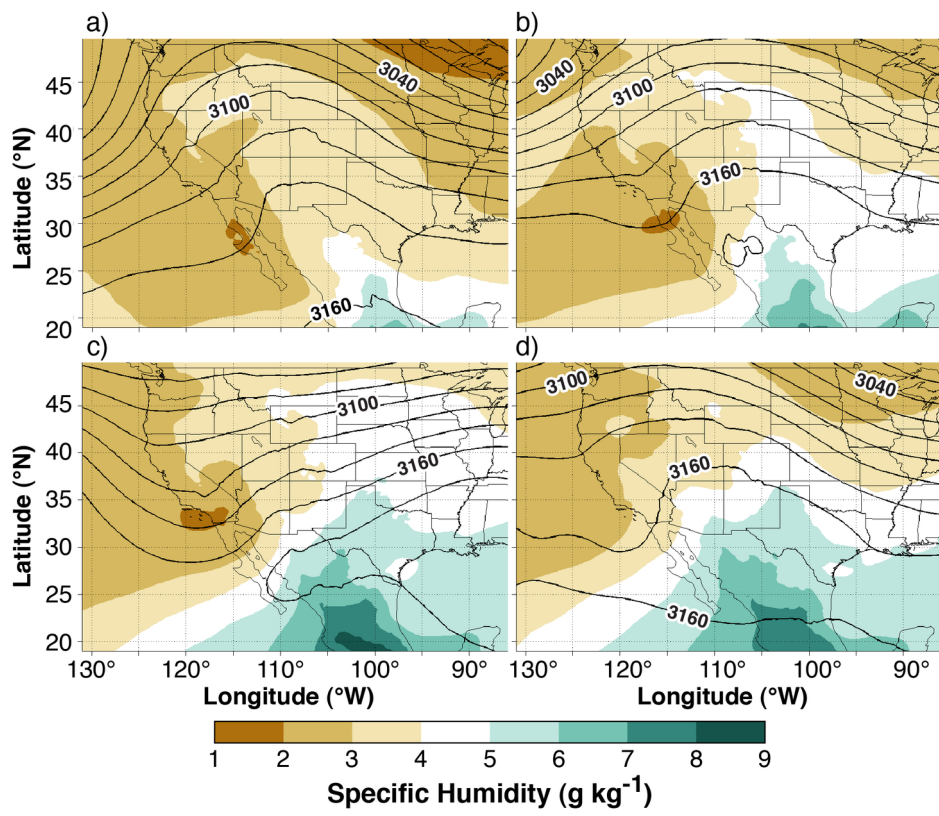 a)
b)
45
40
35
30
25
20
Latitude (°N)
3100
3040
3160
3040
3100
3160
c)
d)
45
40
35
30
25
20
Latitude (°N)
3100
3160
3100
3040
3160
3160
130° 120° 110° 100° 90°
130° 120° 110° 100° 90°
Longitude (°W)
Longitude (°W)
1 2 3 4 5 6 7 8 9
Specific Humidity (g kg⁻¹)